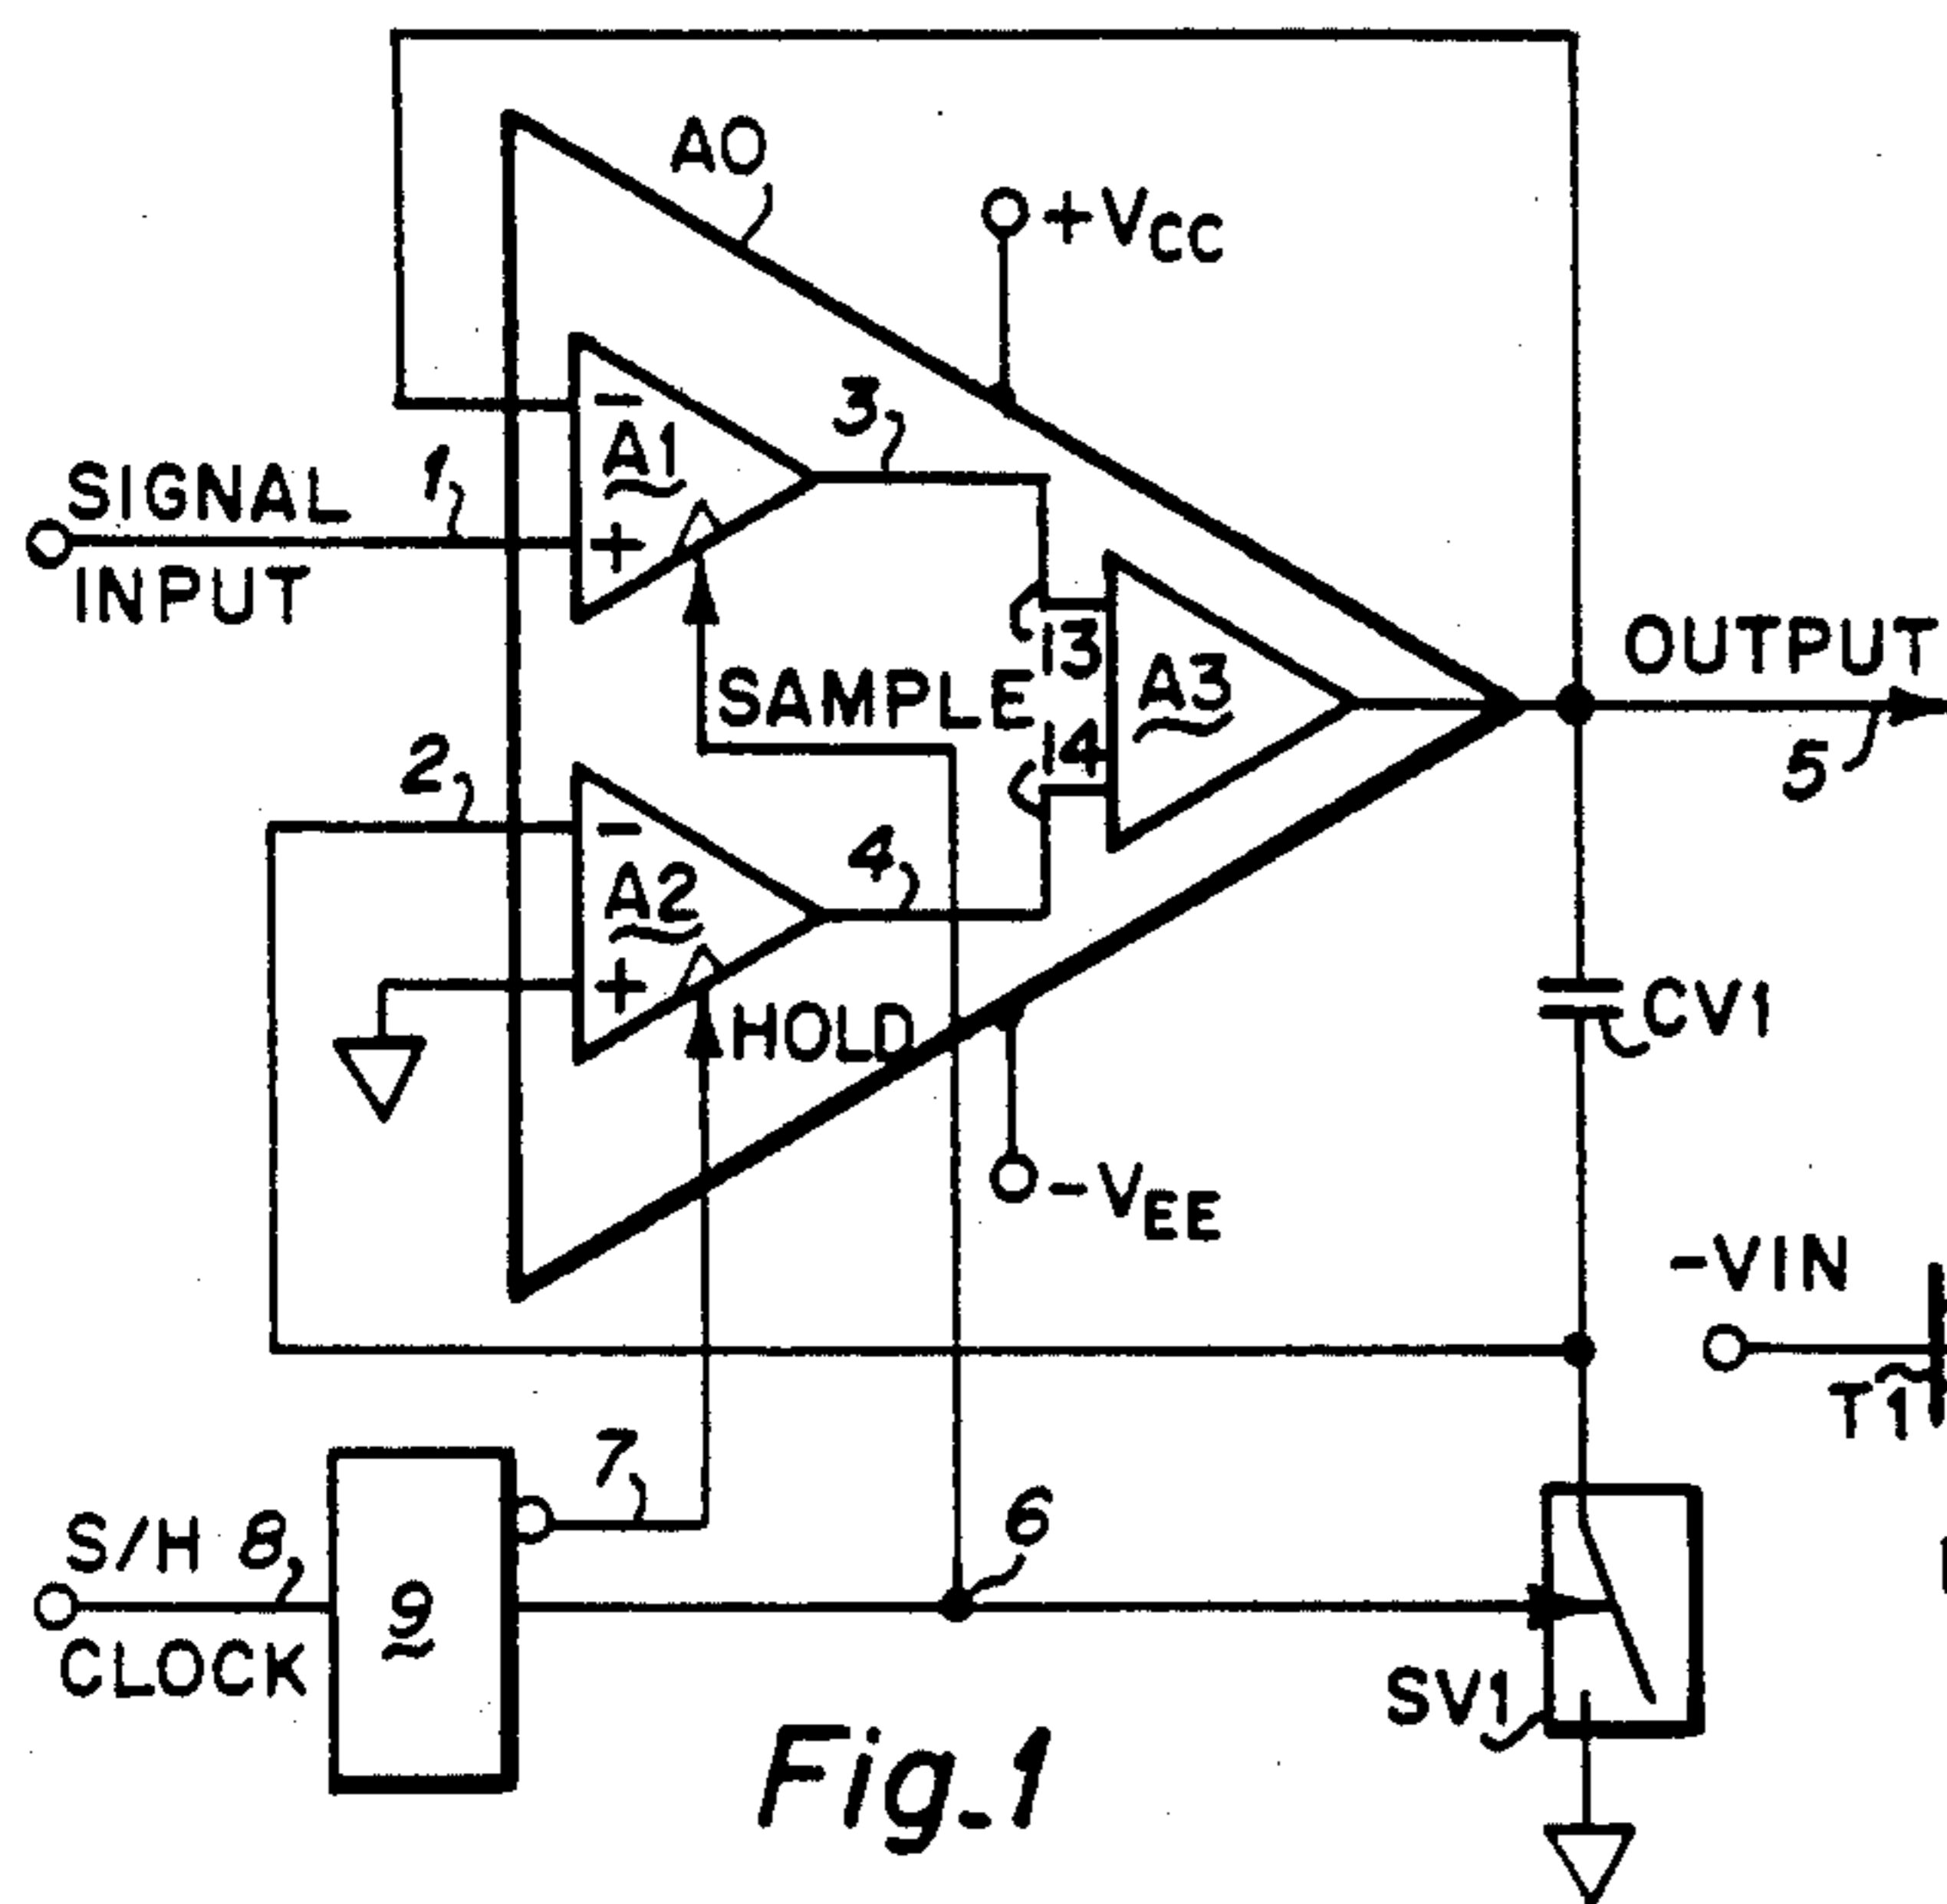 A0
+VCC
3
−
A1
1
SIGNAL
+
INPUT
13
SAMPLE
A3
OUTPUT
14
2
5
−
4
A2
+
HOLD
CV1
-VEE
-VIN
T1
7
6
S/H 8
9
CLOCK
SV1
Fig.1